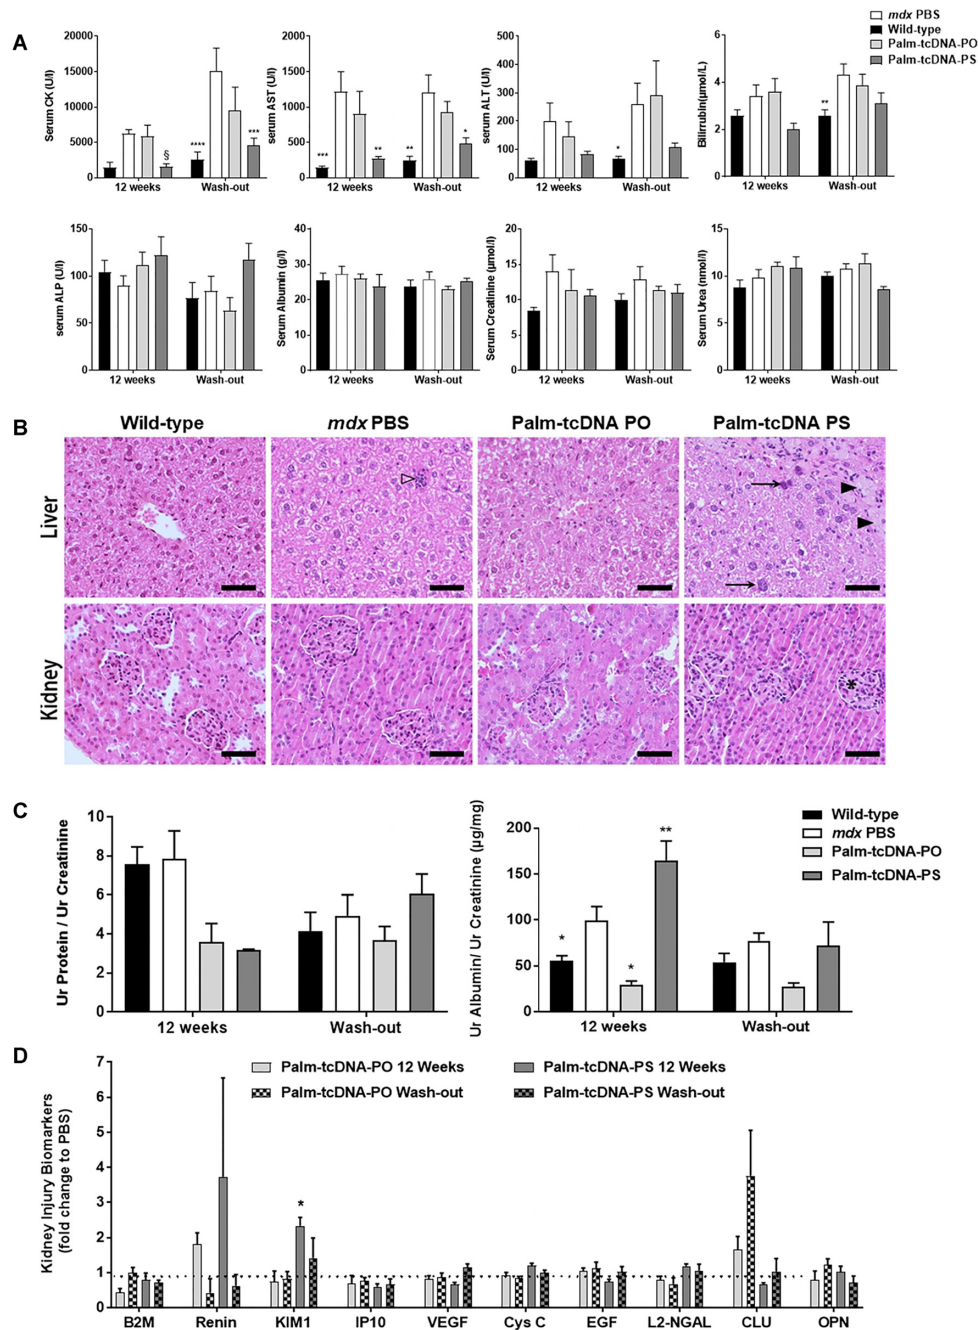 A
mdx PBS
Wild-type
Palm-tcDNA-PO
Palm-tcDNA-PS
Serum CK (U/l)
20000
15000
10000
5000
0
§
****
***
12 weeks
Wash-out
serum AST (U/l)
2000
1500
1000
500
0
***
**
**
*
12 weeks
Wash-out
serum ALT (U/l)
500
400
300
200
100
0
*
12 weeks
Wash-out
Bilirrubin(µmol/L)
6
4
2
0
**
12 weeks
Wash-out
serum ALP (U/l)
150
100
50
0
12 weeks
Wash-out
Serum Albumin (g/l)
40
30
20
10
0
12 weeks
Wash-out
Serum Creatinine (µmol/l)
20
15
10
5
0
12 weeks
Wash-out
Serum Urea (nmol/l)
15
10
5
0
12 weeks
Wash-out
B
Wild-type
mdx PBS
Palm-tcDNA PO
Palm-tcDNA PS
Liver
Kidney
*
C
Ur Protein / Ur Creatinine
10
8
6
4
2
0
12 weeks
Wash-out
Ur Albumin/ Ur Creatinine (µg/mg)
200
150
100
50
0
*
*
**
12 weeks
Wash-out
Wild-type
mdx PBS
Palm-tcDNA-PO
Palm-tcDNA-PS
D
Kidney Injury Biomarkers
(fold change to PBS)
7
6
5
4
3
2
1
0
Palm-tcDNA-PO 12 Weeks
Palm-tcDNA-PS 12 Weeks
Palm-tcDNA-PO Wash-out
Palm-tcDNA-PS Wash-out
*
B2M
Renin
KIM1
IP10
VEGF
Cys C
EGF
L2-NGAL
CLU
OPN